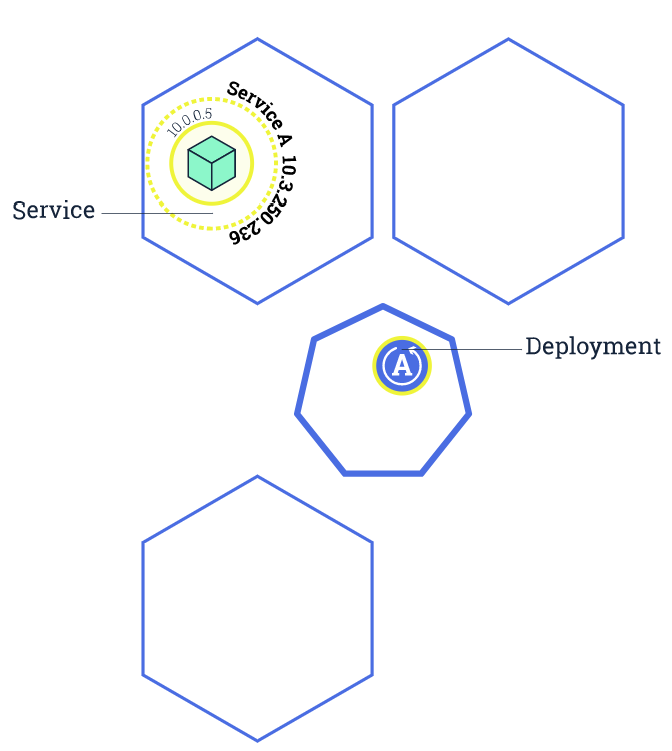 Service A 10.3.250.236
10.0.0.5
Service
Deployment
A